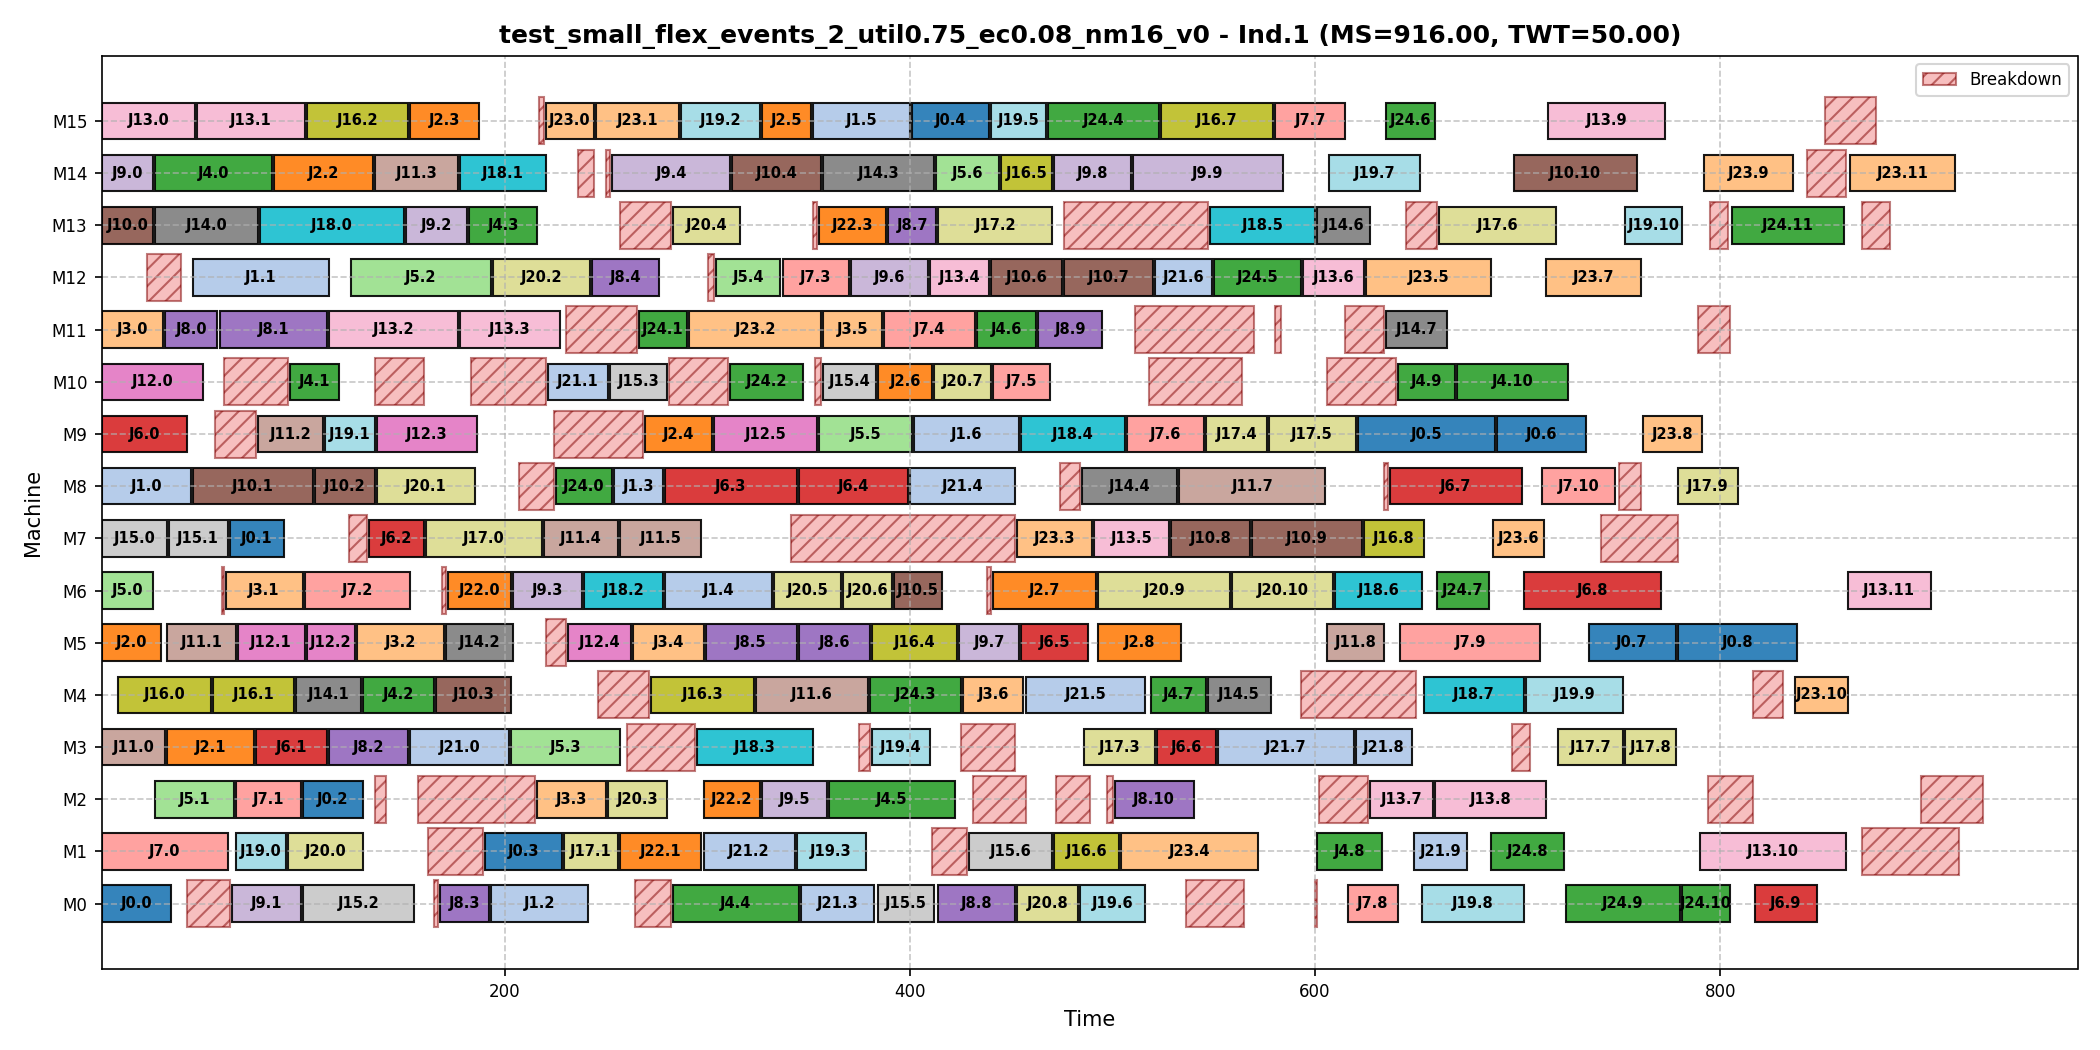 test_small_flex_events_2_util0.75_ec0.08_nm16_v0 - Ind.1 (MS=916.00, TWT=50.00)
Breakdown
M15 J13.0 J13.1 J16.2 J2.3 J23.0 J23.1 J19.2 J2.5 J1.5 J0.4 J19.5 J24.4 J16.7 J7.7 J24.6 J13.9
M14 J9.0 J4.0 J2.2 J11.3 J18.1 J9.4 J10.4 J14.3 J5.6 J16.5 J9.8 J9.9 J19.7 J10.10 J23.9 J23.11
M13 J10.0 J14.0 J18.0 J9.2 J4.3 J20.4 J22.3 J8.7 J17.2 J18.5 J14.6 J17.6 J19.10 J24.11
M12 J1.1 J5.2 J20.2 J8.4 J5.4 J7.3 J9.6 J13.4 J10.6 J10.7 J21.6 J24.5 J13.6 J23.5 J23.7
M11 J3.0 J8.0 J8.1 J13.2 J13.3 J24.1 J23.2 J3.5 J7.4 J4.6 J8.9 J14.7
M10 J12.0 J4.1 J21.1 J15.3 J24.2 J15.4 J2.6 J20.7 J7.5 J4.9 J4.10
M9 J6.0 J11.2 J19.1 J12.3 J2.4 J12.5 J5.5 J1.6 J18.4 J7.6 J17.4 J17.5 J0.5 J0.6 J23.8
M8 J1.0 J10.1 J10.2 J20.1 J24.0 J1.3 J6.3 J6.4 J21.4 J14.4 J11.7 J6.7 J7.10 J17.9
M7 J15.0 J15.1 J0.1 J6.2 J17.0 J11.4 J11.5 J23.3 J13.5 J10.8 J10.9 J16.8 J23.6
M6 J5.0 J3.1 J7.2 J22.0 J9.3 J18.2 J1.4 J20.5 J20.6 J10.5 J2.7 J20.9 J20.10 J18.6 J24.7 J6.8 J13.11
M5 J2.0 J11.1 J12.1 J12.2 J3.2 J14.2 J12.4 J3.4 J8.5 J8.6 J16.4 J9.7 J6.5 J2.8 J11.8 J7.9 J0.7 J0.8
M4 J16.0 J16.1 J14.1 J4.2 J10.3 J16.3 J11.6 J24.3 J3.6 J21.5 J4.7 J14.5 J18.7 J19.9 J23.10
M3 J11.0 J2.1 J6.1 J8.2 J21.0 J5.3 J18.3 J19.4 J17.3 J6.6 J21.7 J21.8 J17.7 J17.8
M2 J5.1 J7.1 J0.2 J3.3 J20.3 J22.2 J9.5 J4.5 J8.10 J13.7 J13.8
M1 J7.0 J19.0 J20.0 J0.3 J17.1 J22.1 J21.2 J19.3 J15.6 J16.6 J23.4 J4.8 J21.9 J24.8 J13.10
M0 J0.0 J9.1 J15.2 J8.3 J1.2 J4.4 J21.3 J15.5 J8.8 J20.8 J19.6 J7.8 J19.8 J24.9 J24.10 J6.9
200 400 600 800
Time
Machine